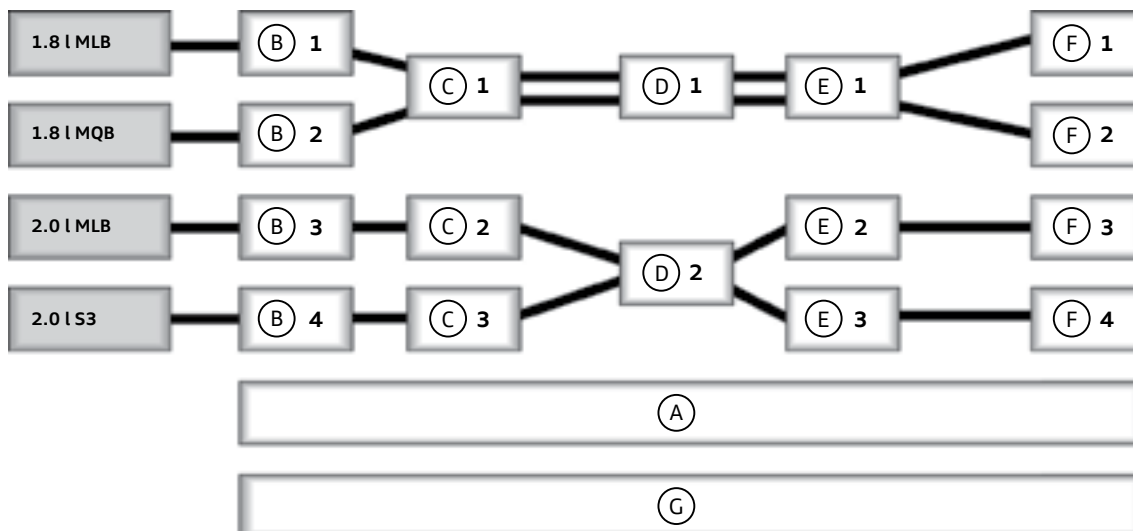 1.8 l MLB B 1 F 1
C 1 D 1 E 1
1.8 l MQB B 2 F 2
2.0 l MLB B 3 C 2 E 2 F 3
D 2
2.0 l S3 B 4 C 3 E 3 F 4
A
G